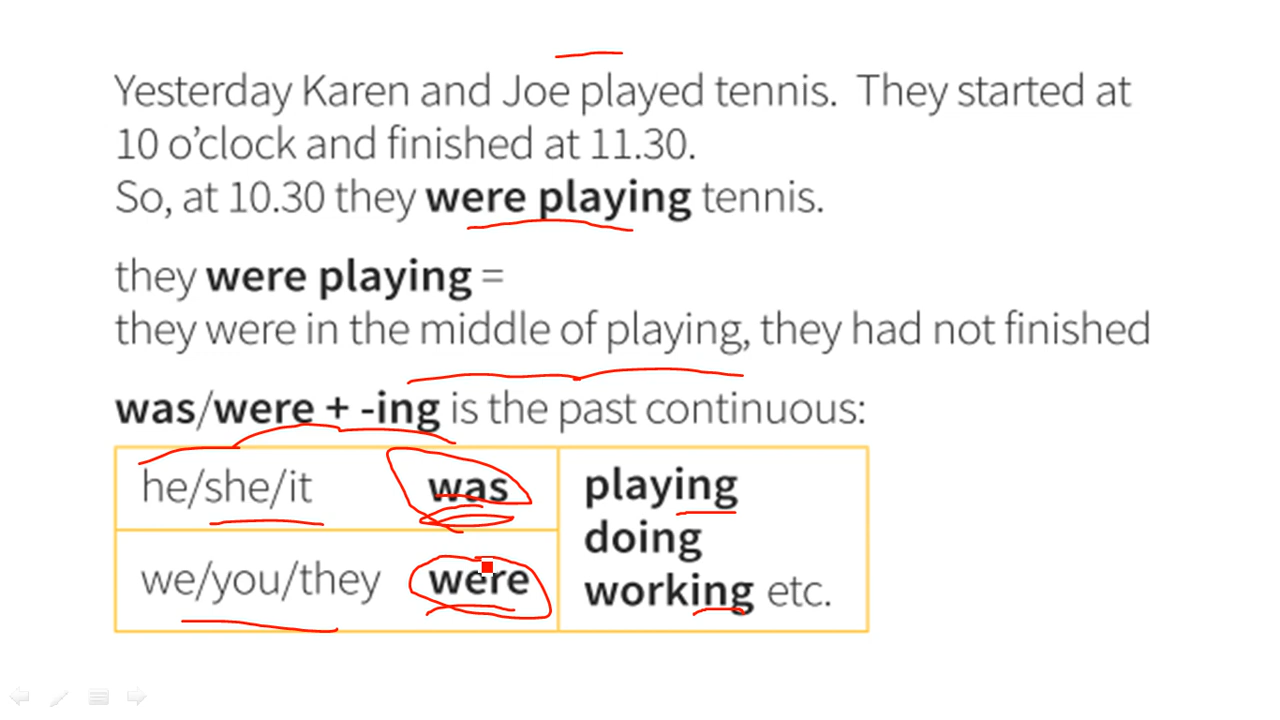 Yesterday Karen and Joe played tennis. They started at
10 o’clock and finished at 11.30.
So, at 10.30 they were playing tennis.
they were playing =
they were in the middle of playing, they had not finished
was/were + -ing is the past continuous:
he/she/it was
we/you/they were
playing
doing
working etc.